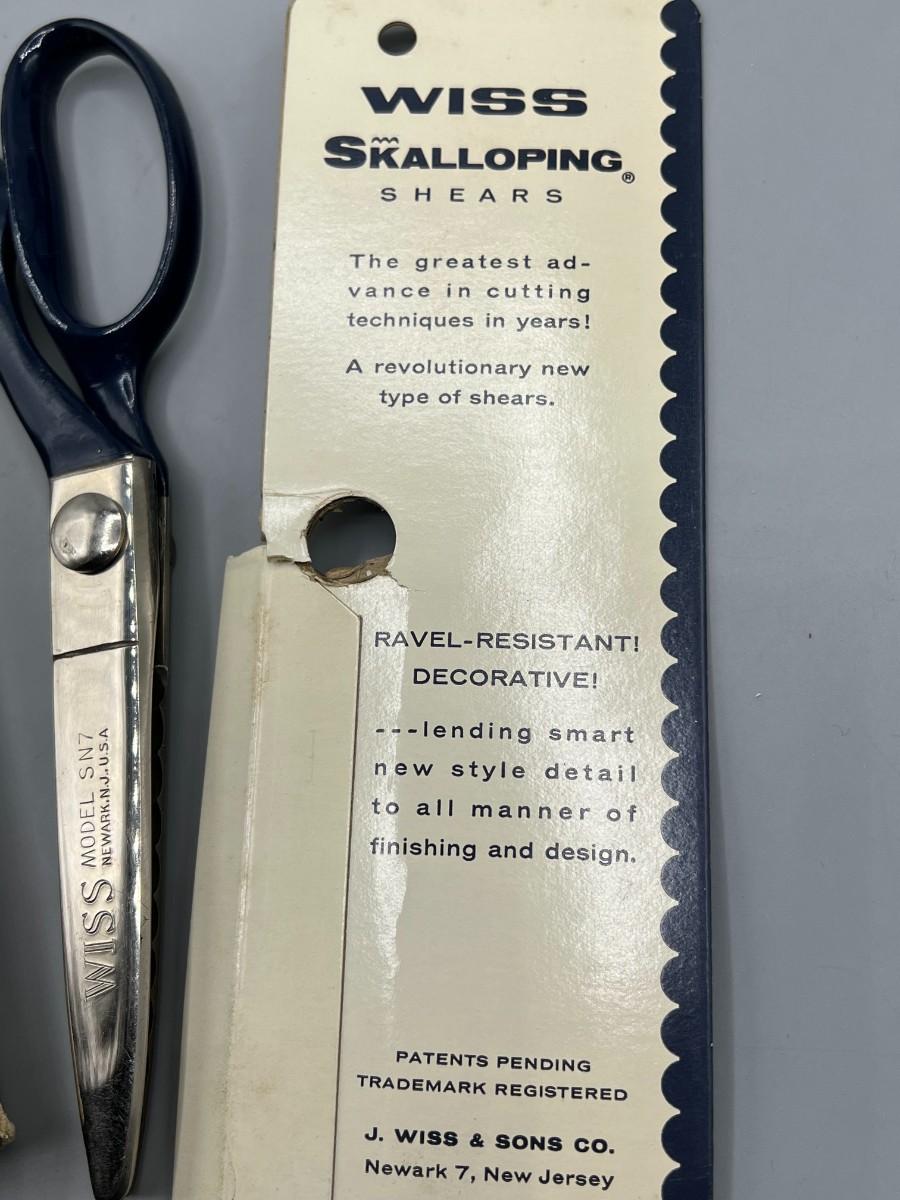 WISS
SKALLOPING®
SHEARS
The greatest ad-
vance in cutting
techniques in years!
A revolutionary new
type of shears.
RAVEL-RESISTANT!
DECORATIVE!
---lending smart
new style detail
to all manner of
finishing and design.
PATENTS PENDING
TRADEMARK REGISTERED
J. WISS & SONS CO.
Newark 7, New Jersey
WISS MODEL SN7
NEWARK.N.J.,U.S.A